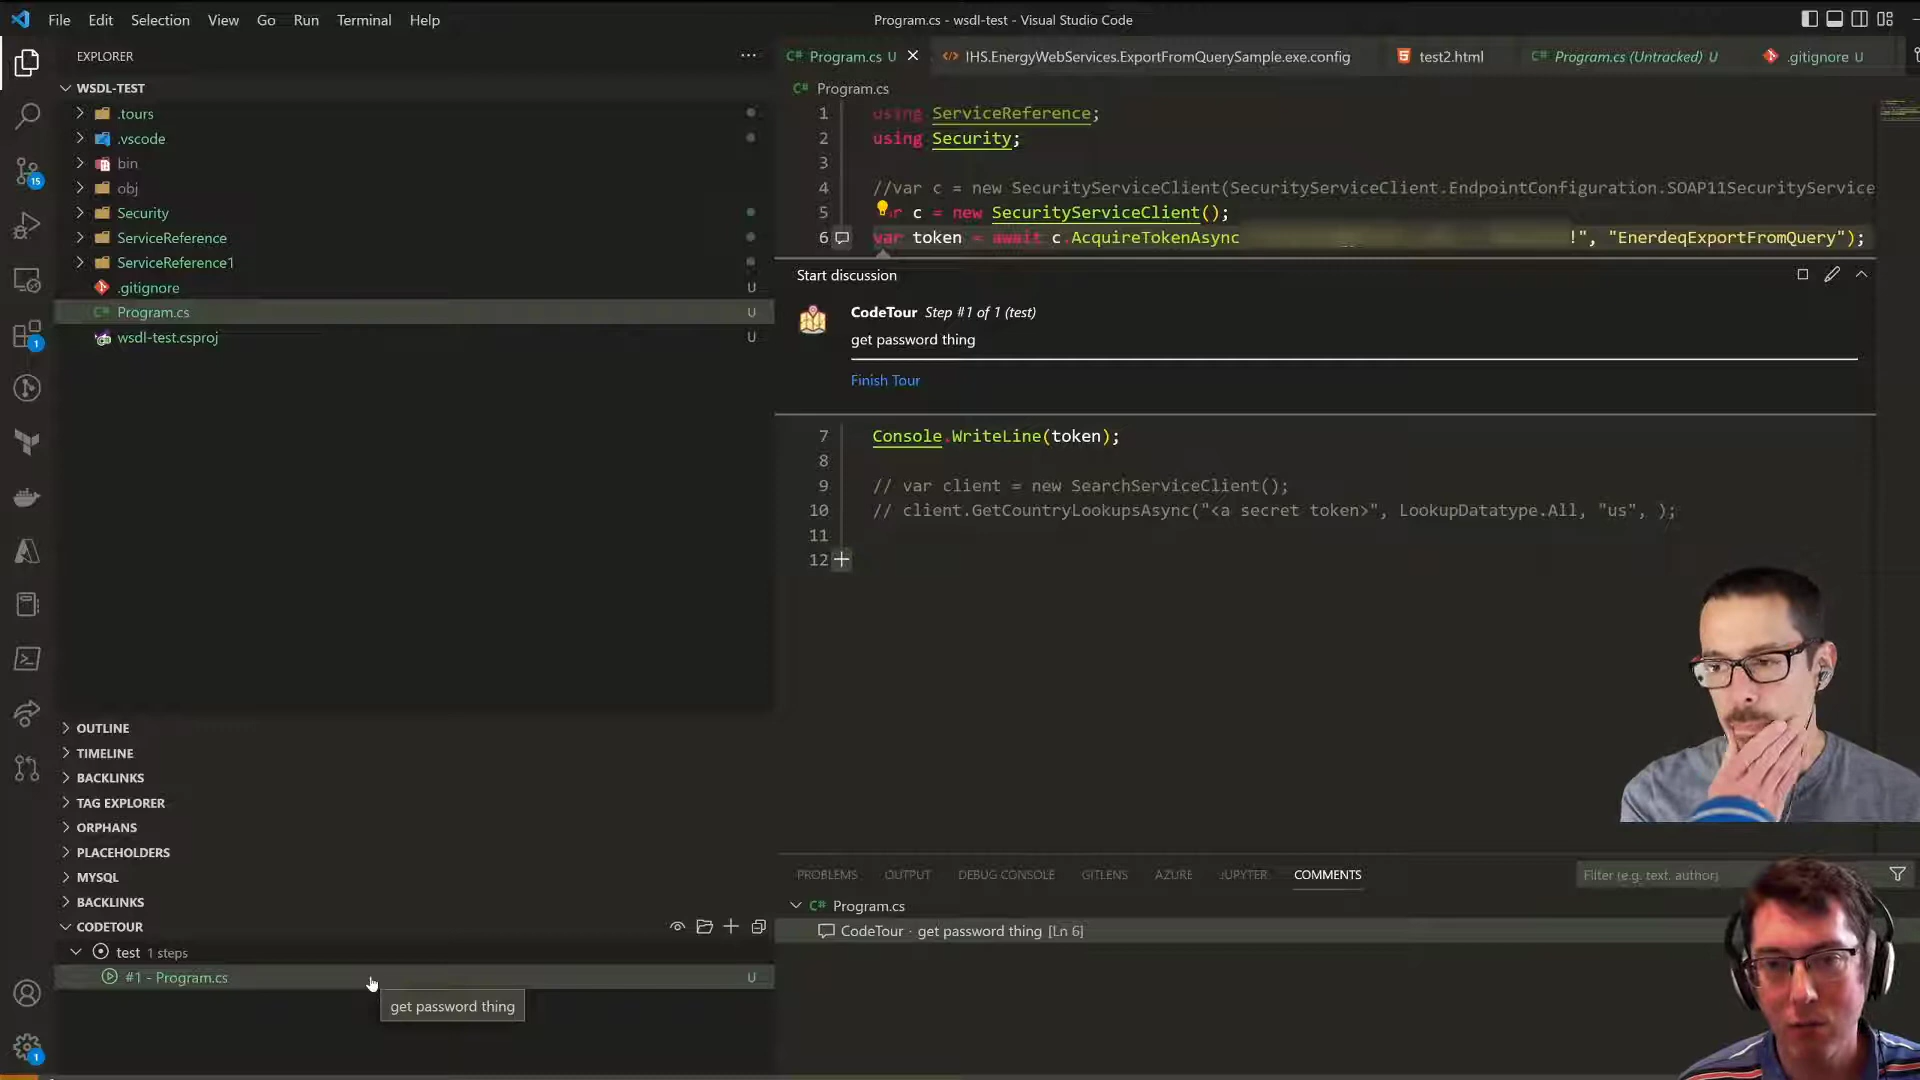 File Edit Selection View Go Run Terminal Help
Program.cs - wsdl-test - Visual Studio Code
EXPLORER
WSDL-TEST
.tours
.vscode
bin
obj
Security
ServiceReference
ServiceReference1
.gitignore U
Program.cs U
wsdl-test.csproj U
OUTLINE
TIMELINE
BACKLINKS
TAG EXPLORER
ORPHANS
PLACEHOLDERS
MYSQL
BACKLINKS
CODETOUR
test 1 steps
#1 - Program.cs U
get password thing
15
1
1
C# Program.cs U
IHS.EnergyWebServices.ExportFromQuerySample.exe.config
test2.html
C# Program.cs (Untracked) U
.gitignore U
C# Program.cs
1 using ServiceReference;
2 using Security;
3
4 //var c = new SecurityServiceClient(SecurityServiceClient.EndpointConfiguration.SOAP11SecurityService
5 var c = new SecurityServiceClient();
6 var token = await c.AcquireTokenAsync !", "EnerdeqExportFromQuery");
Start discussion
CodeTour Step #1 of 1 (test)
get password thing
Finish Tour
7 Console.WriteLine(token);
8
9 // var client = new SearchServiceClient();
10 // client.GetCountryLookupsAsync("<a secret token>", LookupDatatype.All, "us", );
11
12
PROBLEMS OUTPUT DEBUG CONSOLE GITLENS AZURE JUPYTER COMMENTS
Filter (e.g. text, author)
C# Program.cs
CodeTour · get password thing [Ln 6]